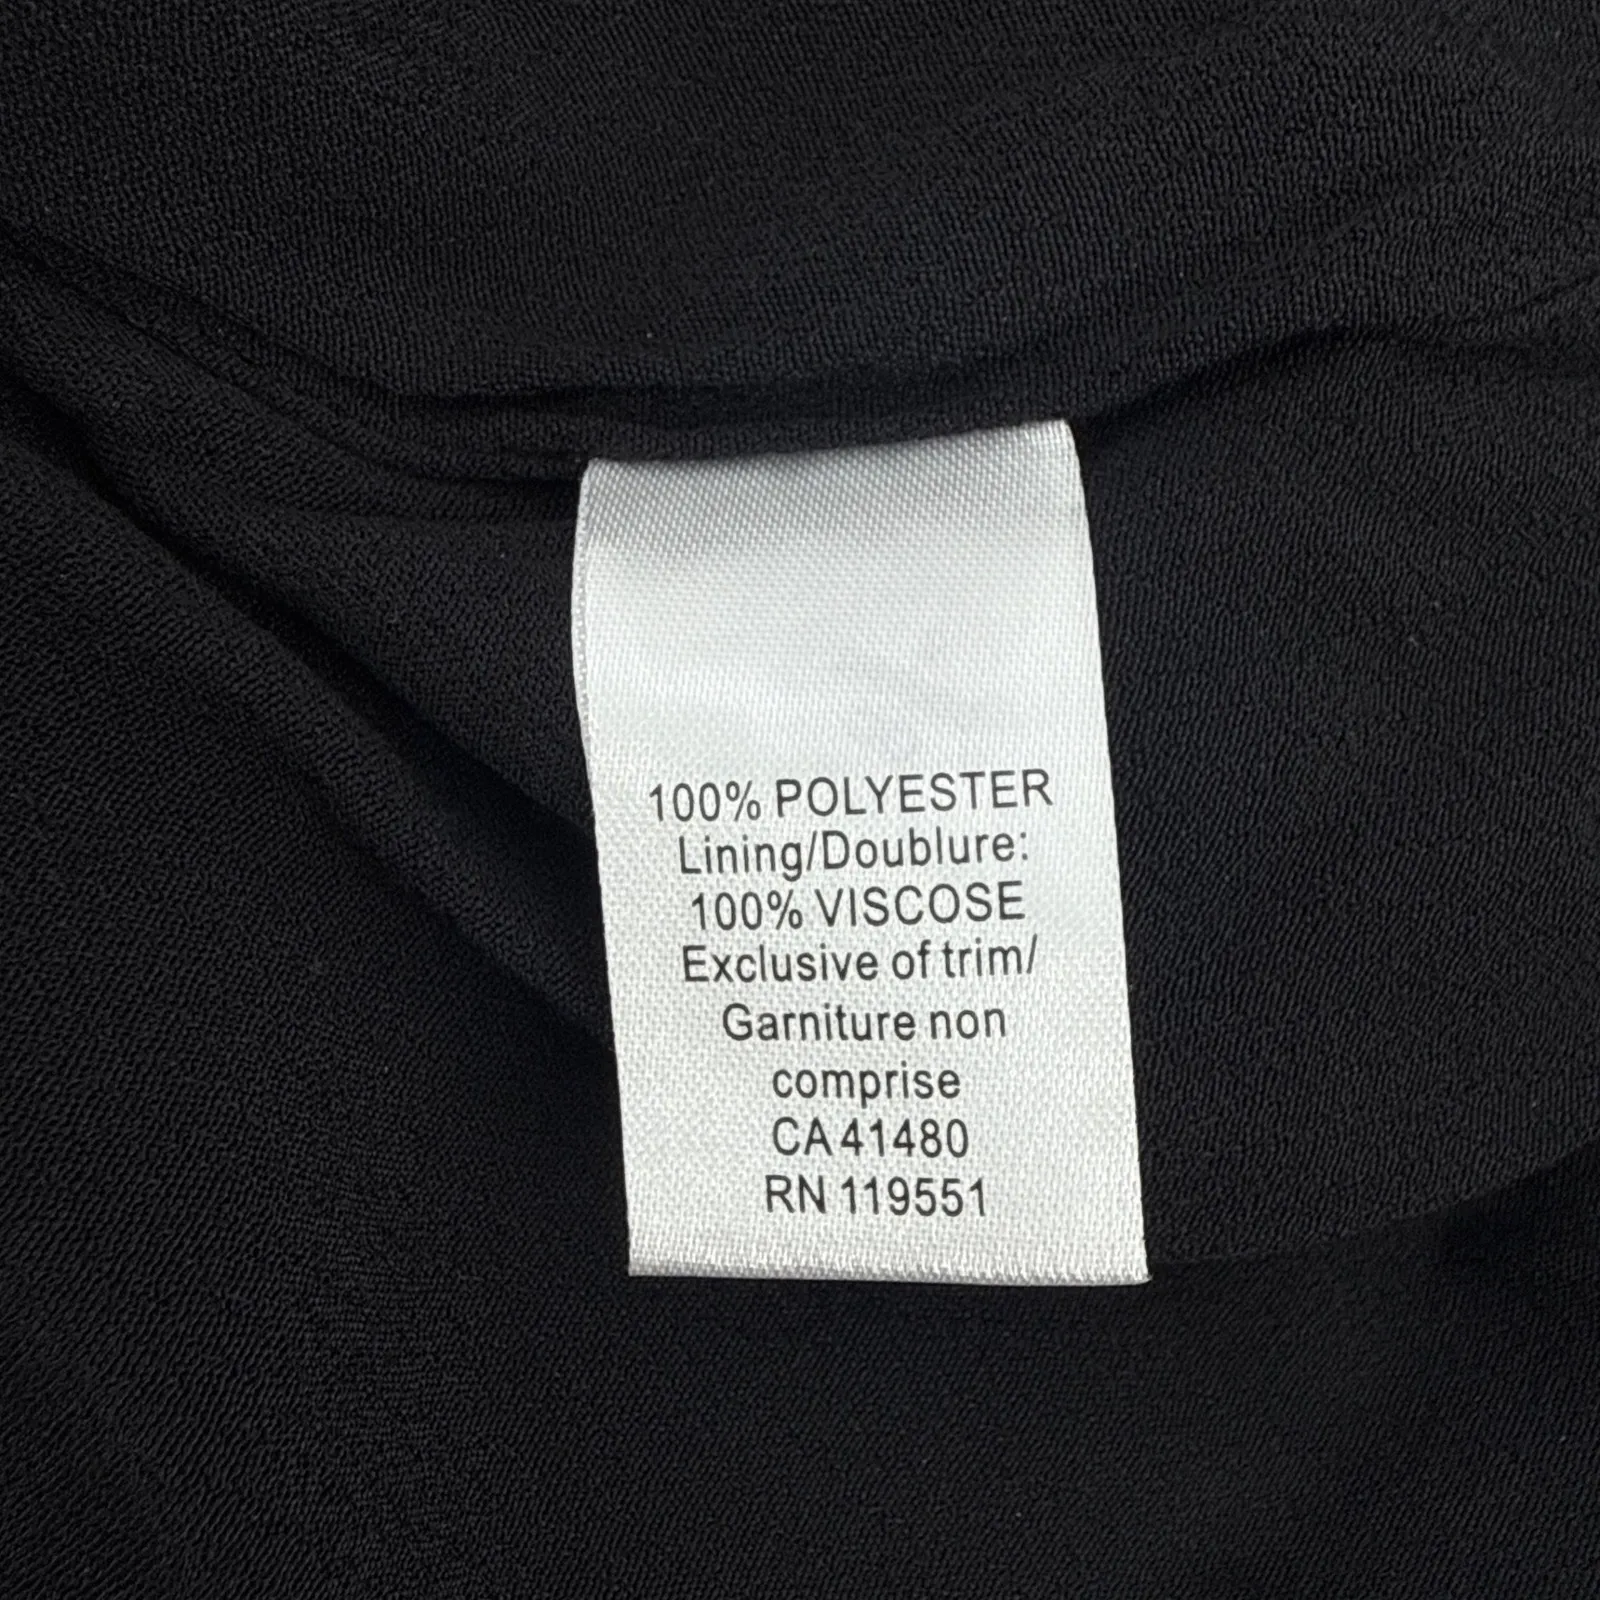 100% POLYESTER
Lining/Doublure:
100% VISCOSE
Exclusive of trim/
Garniture non
comprise
CA 41480
RN 119551